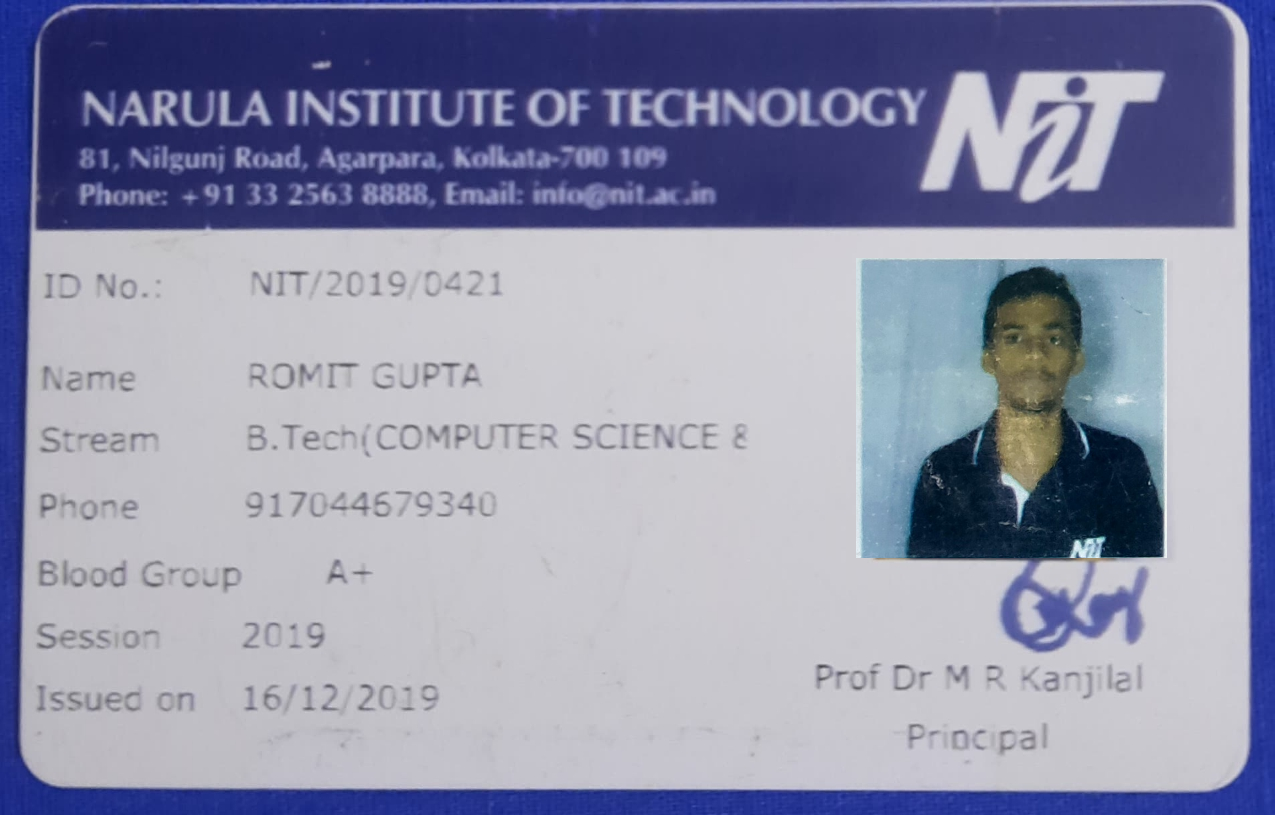 NARULA INSTITUTE OF TECHNOLOGY NiT
81, Nilgunj Road, Agarpara, Kolkata-700 109
Phone: +91 33 2563 8888, Email: info@nit.ac.in
ID No.: NIT/2019/0421
Name ROMIT GUPTA
Stream B.Tech(COMPUTER SCIENCE &
Phone 917044679340
Blood Group A+
Session 2019
Issued on 16/12/2019
NiT
Prof Dr M R Kanjilal
Principal